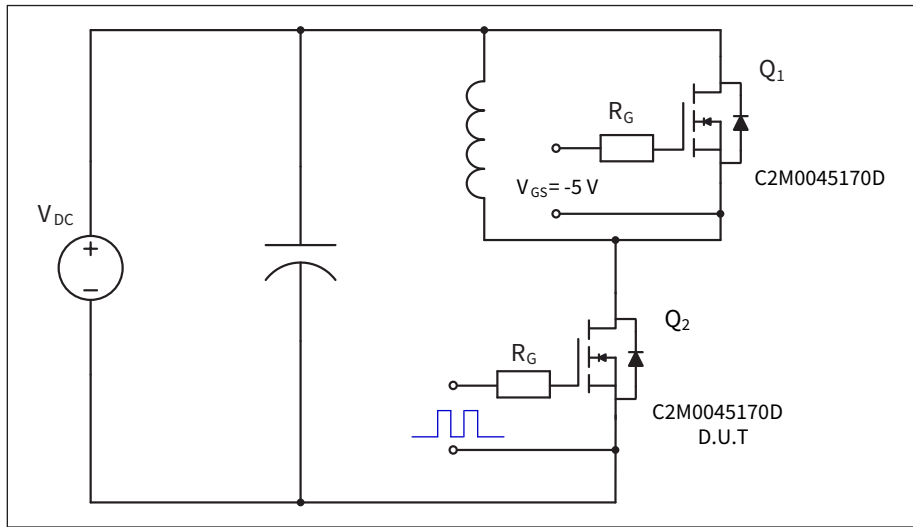 Q1
RG
VGS= -5 V
C2M0045170D
VDC
+
−
Q2
RG
C2M0045170D
D.U.T